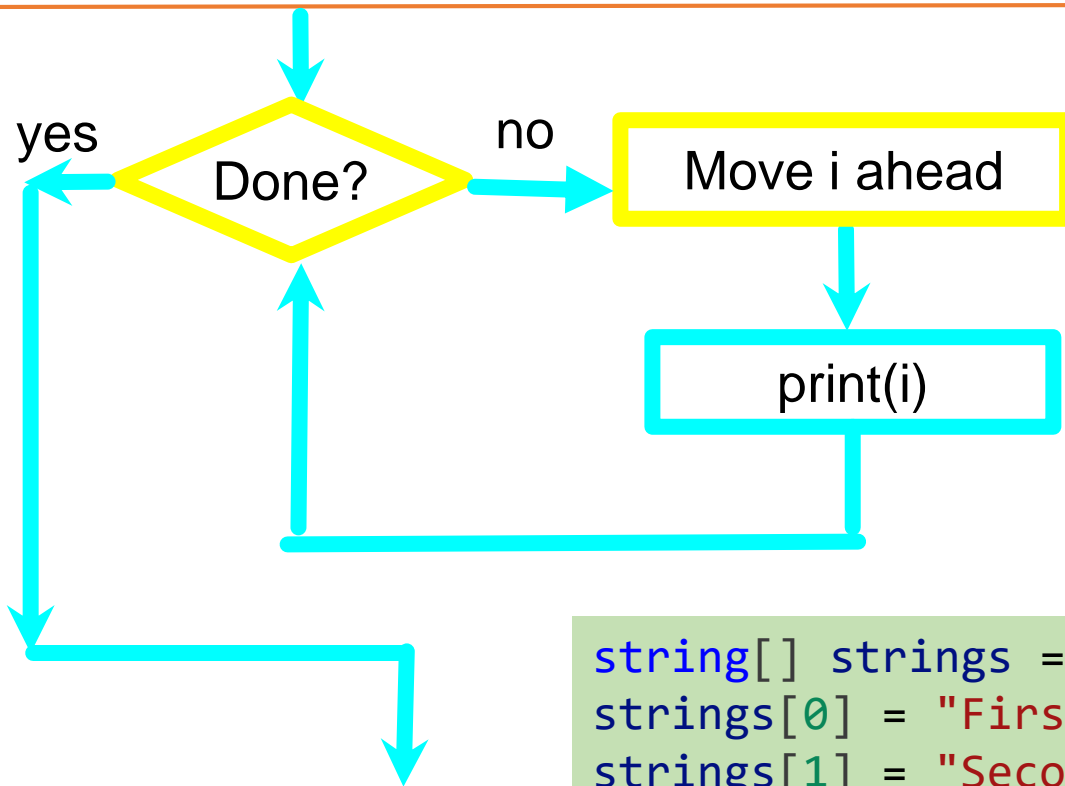 yes
no
Done?
Move i ahead
print(i)
string[] strings =
strings[0] = "Firs
strings[1] = "Seco